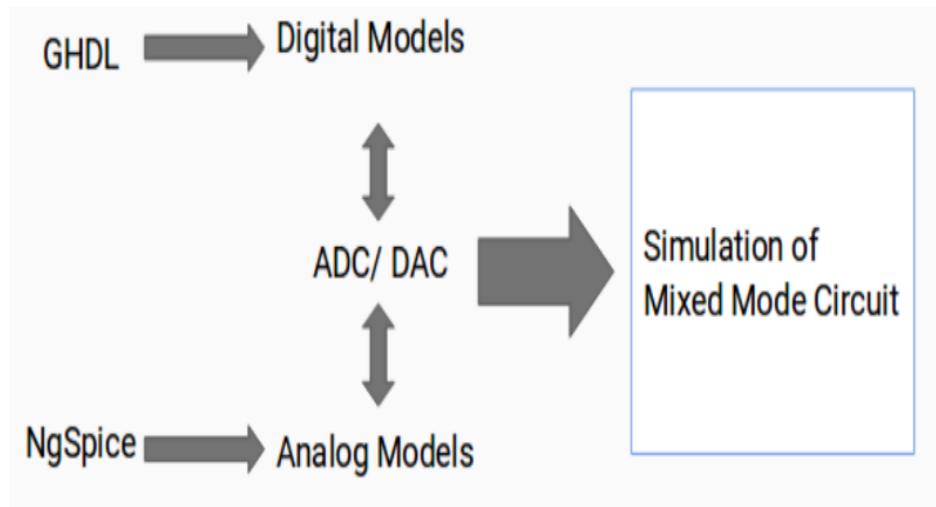 GHDL
Digital Models
ADC/ DAC
Simulation of
Mixed Mode Circuit
NgSpice
Analog Models